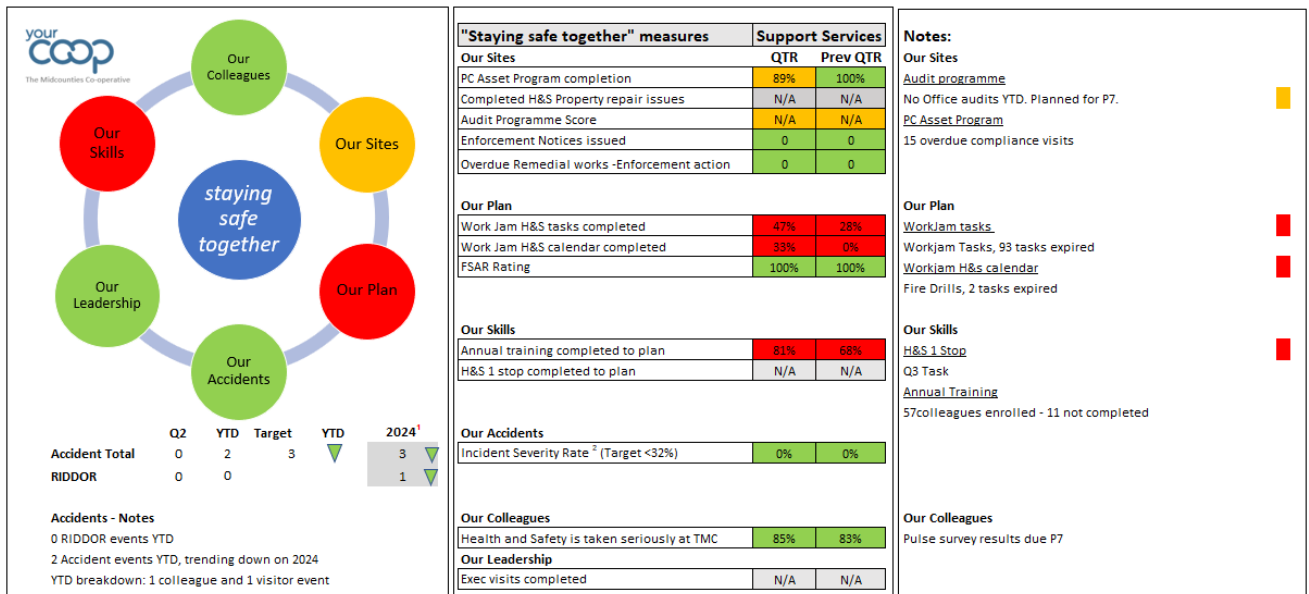 your
coop
The Midcounties Co-operative
Our
Colleagues
Our
Skills
Our Sites
staying
safe
together
Our
Leadership
Our Plan
Our
Accidents
Q2 YTD Target YTD 2024¹
Accident Total 0 2 3 3
RIDDOR 0 0 1
Accidents - Notes
0 RIDDOR events YTD
2 Accident events YTD, trending down on 2024
YTD breakdown: 1 colleague and 1 visitor event
"Staying safe together" measures Support Services
Our Sites QTR Prev QTR
PC Asset Program completion 89% 100%
Completed H&S Property repair issues N/A N/A
Audit Programme Score N/A N/A
Enforcement Notices issued 0 0
Overdue Remedial works -Enforcement action 0 0
Our Plan
Work Jam H&S tasks completed 47% 28%
Work Jam H&S calendar completed 33% 0%
FSAR Rating 100% 100%
Our Skills
Annual training completed to plan 81% 68%
H&S 1 stop completed to plan N/A N/A
Our Accidents
Incident Severity Rate ² (Target <32%) 0% 0%
Our Colleagues
Health and Safety is taken seriously at TMC 85% 83%
Our Leadership
Exec visits completed N/A N/A
Notes:
Our Sites
Audit programme
No Office audits YTD. Planned for P7.
PC Asset Program
15 overdue compliance visits
Our Plan
WorkJam tasks
Workjam Tasks, 93 tasks expired
Workjam H&s calendar
Fire Drills, 2 tasks expired
Our Skills
H&S 1 Stop
Q3 Task
Annual Training
57colleagues enrolled - 11 not completed
Our Colleagues
Pulse survey results due P7